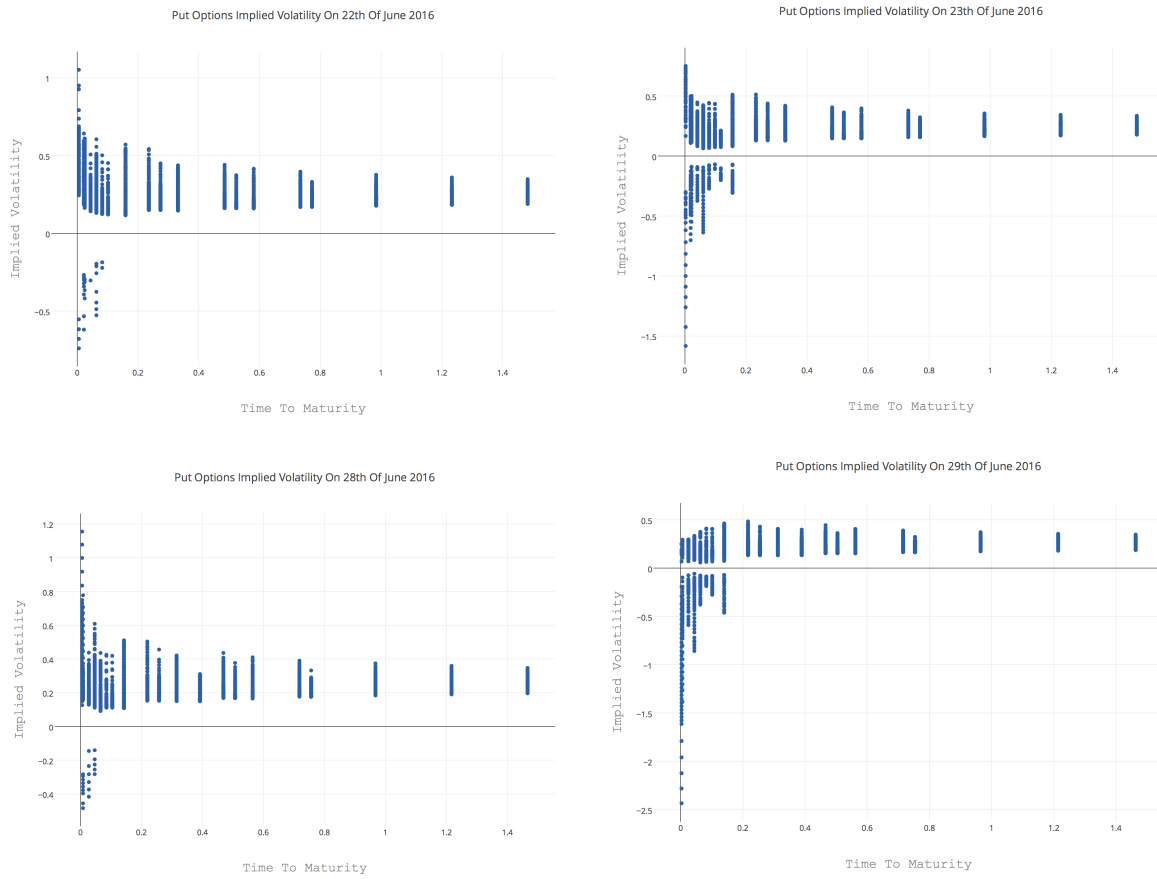 Put Options Implied Volatility On 22th Of June 2016
1
0.5
0
−0.5
Implied Volatility
0 0.2 0.4 0.6 0.8 1 1.2 1.4
Time To Maturity
Put Options Implied Volatility On 23th Of June 2016
0.5
0
−0.5
−1
−1.5
Implied Volatility
0 0.2 0.4 0.6 0.8 1 1.2 1.4
Time To Maturity
Put Options Implied Volatility On 28th Of June 2016
1.2
1
0.8
0.6
0.4
0.2
0
−0.2
−0.4
Implied Volatility
0 0.2 0.4 0.6 0.8 1 1.2 1.4
Time To Maturity
Put Options Implied Volatility On 29th Of June 2016
0.5
0
−0.5
−1
−1.5
−2
−2.5
Implied Volatility
0 0.2 0.4 0.6 0.8 1 1.2 1.4
Time To Maturity